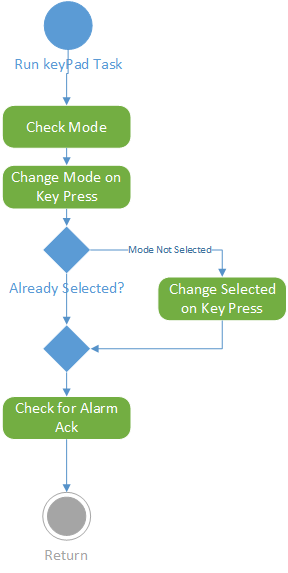 Run keyPad Task
Check Mode
Change Mode on
Key Press
Mode Not Selected
Already Selected?
Change Selected
on Key Press
Check for Alarm
Ack
Return